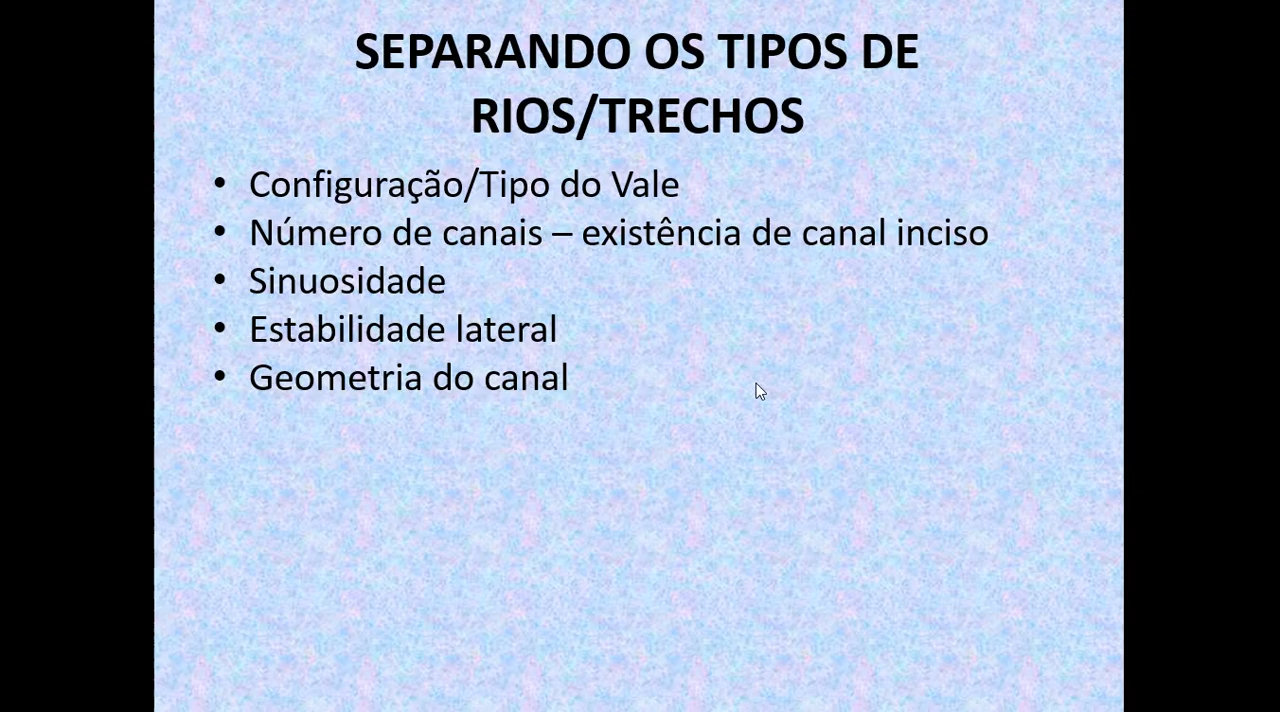 SEPARANDO OS TIPOS DE
RIOS/TRECHOS
• Configuração/Tipo do Vale
• Número de canais – existência de canal inciso
• Sinuosidade
• Estabilidade lateral
• Geometria do canal